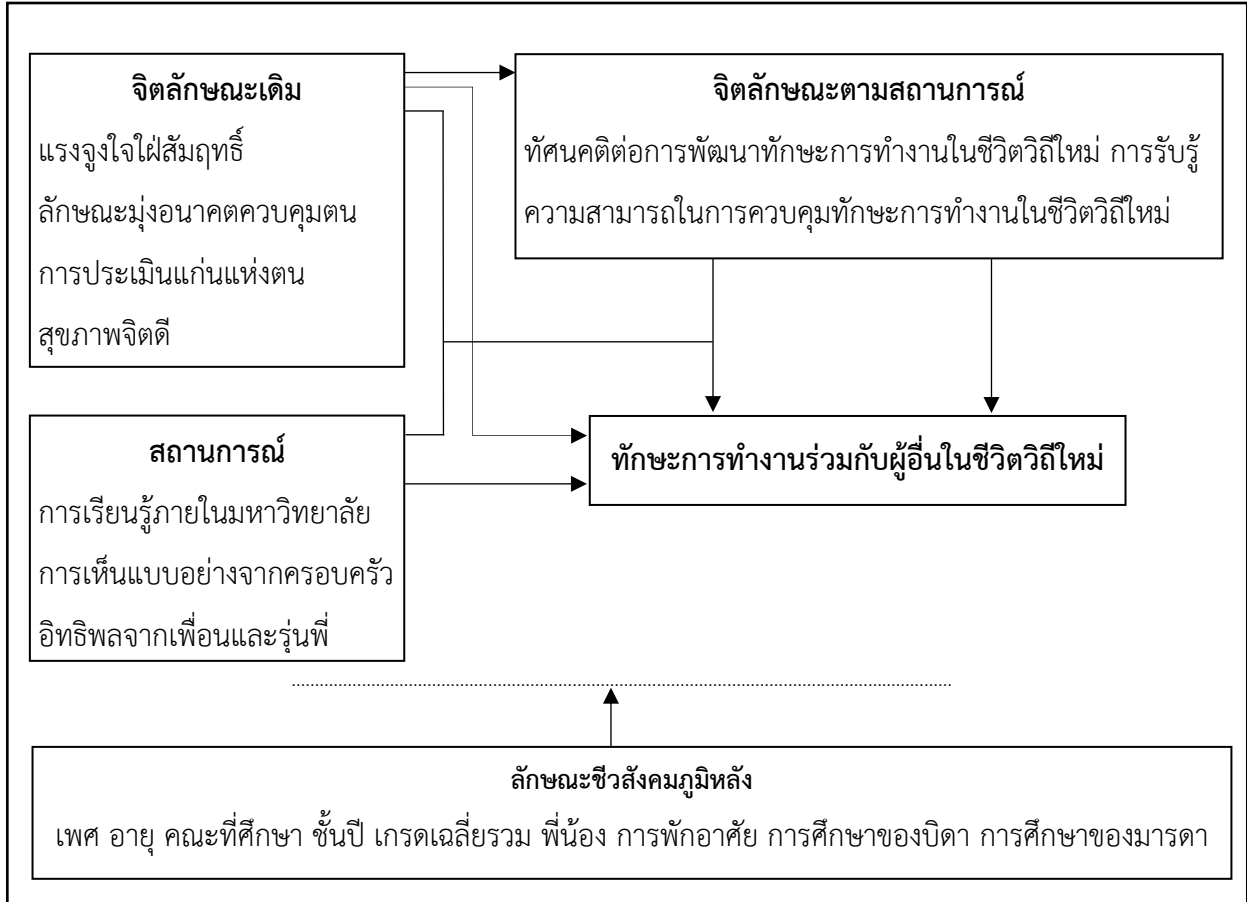 จิตลักษณะเดิม
แรงจูงใจใฝ่สัมฤทธิ์
ลักษณะมุ่งอนาคตควบคุมตน
การประเมินแก่นแห่งตน
สุขภาพจิตดี
จิตลักษณะตามสถานการณ์
ทัศนคติต่อการพัฒนาทักษะการทำงานในชีวิตวิถีใหม่ การรับรู้
ความสามารถในการควบคุมทักษะการทำงานในชีวิตวิถีใหม่
สถานการณ์
การเรียนรู้ภายในมหาวิทยาลัย
การเห็นแบบอย่างจากครอบครัว
อิทธิพลจากเพื่อนและรุ่นพี่
ทักษะการทำงานร่วมกับผู้อื่นในชีวิตวิถีใหม่
ลักษณะชีวสังคมภูมิหลัง
เพศ อายุ คณะที่ศึกษา ชั้นปี เกรดเฉลี่ยรวม พี่น้อง การพักอาศัย การศึกษาของบิดา การศึกษาของมารดา